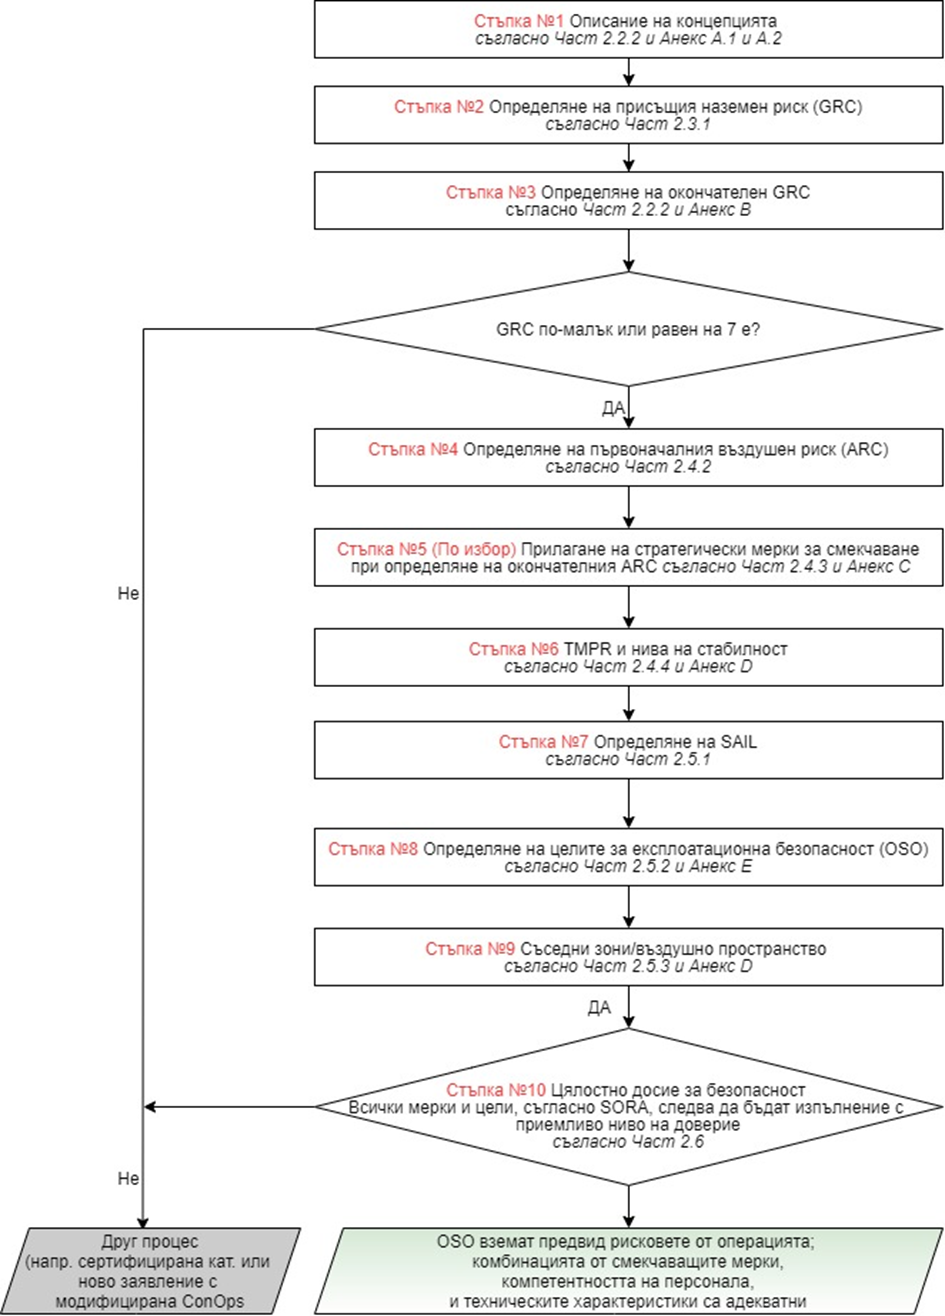 Стъпка №1 Описание на концепцията
съгласно Част 2.2.2 и Анекс А.1 и А.2
Стъпка №2 Определяне на присъщия наземен риск (GRC)
съгласно Част 2.3.1
Стъпка №3 Определяне на окончателен GRC
съгласно Част 2.2.2 и Анекс B
GRC по-малък или равен на 7 е?
ДА
Стъпка №4 Определяне на първоначалния въздушен риск (ARC)
съгласно Част 2.4.2
Стъпка №5 (По избор) Прилагане на стратегически мерки за смекчаване
при определяне на окончателния ARC съгласно Част 2.4.3 и Анекс C
Не
Стъпка №6 TMPR и нива на стабилност
съгласно Част 2.4.4 и Анекс D
Стъпка №7 Определяне на SAIL
съгласно Част 2.5.1
Стъпка №8 Определяне на целите за експлоатационна безопасност (OSO)
съгласно Част 2.5.2 и Анекс E
Стъпка №9 Съседни зони/въздушно пространство
съгласно Част 2.5.3 и Анекс D
ДА
Стъпка №10 Цялостно досие за безопасност
Всички мерки и цели, съгласно SORA, следва да бъдат изпълнение с
приемливо ниво на доверие
съгласно Част 2.6
Не
Друг процес
(напр. сертифицирана кат. или
ново заявление с
модифицирана ConOps
OSO вземат предвид рисковете от операцията;
комбинацията от смекчаващите мерки,
компетентността на персонала,
и техническите характеристики са адекватни